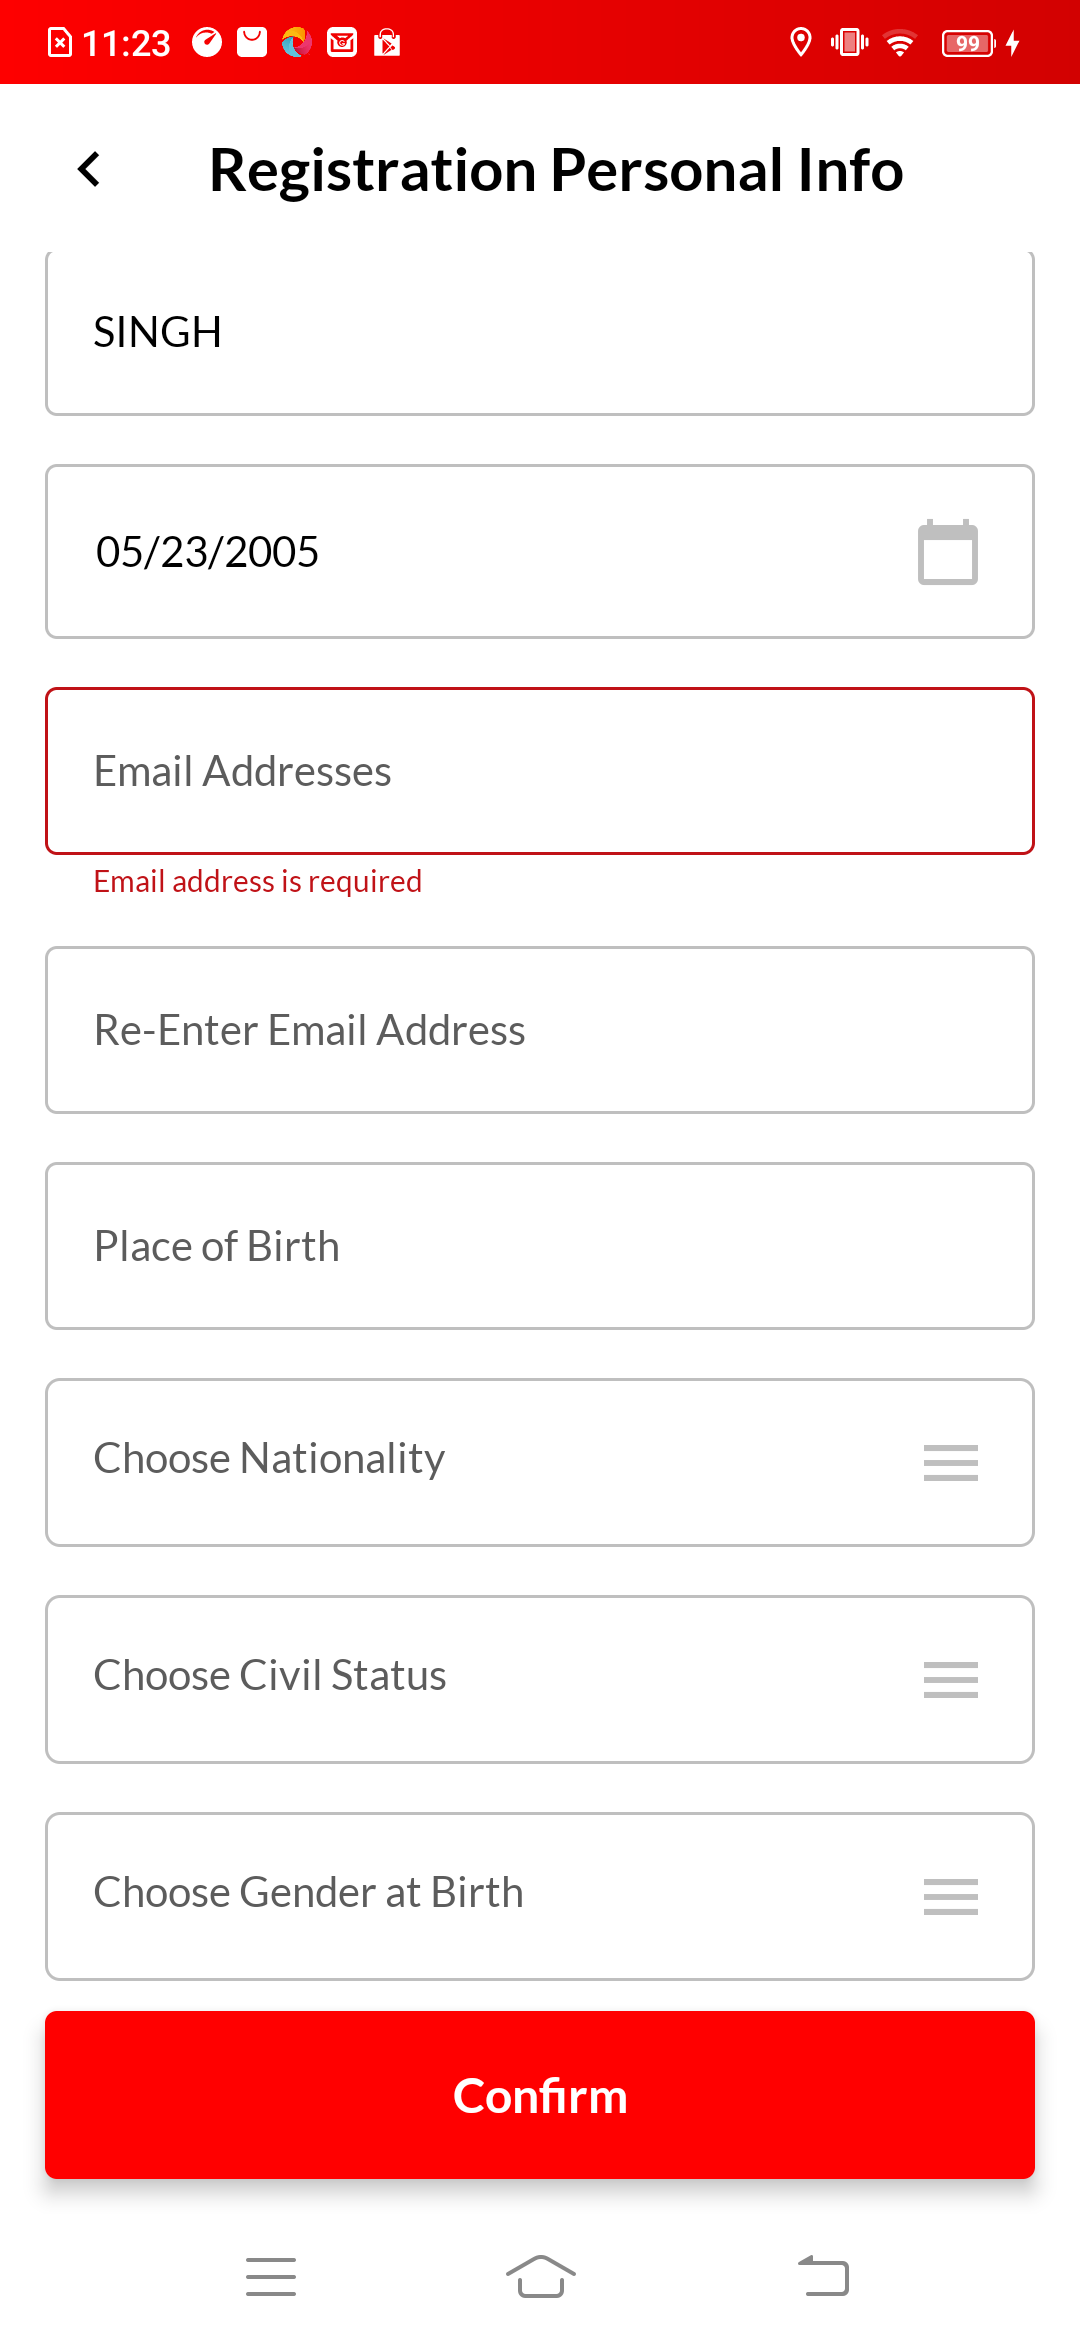 11:23
99
Registration Personal Info
SINGH
05/23/2005
Email Addresses
Email address is required
Re-Enter Email Address
Place of Birth
Choose Nationality
Choose Civil Status
Choose Gender at Birth
Confirm